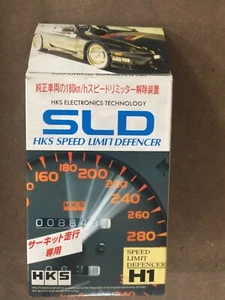 純正車両の180km/hスピードリミッター解除装置
HKS ELECTRONICS TECHNOLOGY
SLD
HKS SPEED LIMIT DEFENCER
160
180
200
220
240
260
280
HKS
サーキット走行
専用
SPEED
LIMIT
DEFENCER
H1
HKS